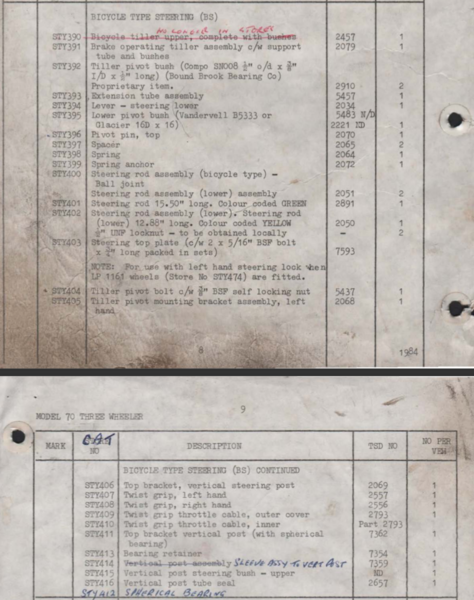 BICYCLE TYPE STEERING (BS)
NO LONGER IN STORES
STY390 Bicycle tiller upper, complete with bushes 2457 1
STY391 Brake operating tiller assembly c/w support 2079 1
tube and bushes
STY392 Tiller pivot bush (Compo SN008 ½" c/d x ⅜"
I/D x ½" long) (Bound Brook Bearing Co)
Proprietary item. 2910 2
STY393 Extension tube assembly 5457 1
STY394 Lever - steering lower 2034 1
STY395 Lower pivot bush (Vandervell B5333 or 5483 N/D
Glacier 16D x 16) 2221 ND 1
STY396 Pivot pin, top 2070 1
STY397 Spacer 2065 2
STY398 Spring 2064 1
STY399 Spring anchor 2072 1
STY400 Steering rod assembly (bicycle type) -
Ball joint
Steering rod assembly (lower) assembly 2051 2
STY401 Steering rod 15.50" long. Colour coded GREEN 2891 1
STY402 Steering rod assembly (lower). Steering rod
(lower) 12.88" long. Colour coded YELLOW 2050 1
UNF locknut - to be obtained locally - 2
STY403 Steering top plate (c/w 2 x 5/16" BSF bolt
long packed in sets) 7593
NOTE: For use with left hand steering lock when
LP 1161 wheels (Store No STY474) are fitted.
STY404 Tiller pivot bolt c/w ⅜" BSF self locking nut 5437 1
STY405 Tiller pivot mounting bracket assembly, left 2068 1
hand
8 1984
9
MODEL 70 THREE WHEELER
MARK CAT NO DESCRIPTION TSD NO NO PER VEH
BICYCLE TYPE STEERING (BS) CONTINUED
STY406 Top bracket, vertical steering post 2069 1
STY407 Twist grip, left hand 2557 1
STY408 Twist grip, right hand 2556 1
STY409 Twist grip throttle cable, outer cover 2793 1
STY410 Twist grip throttle cable, inner Part 2793 1
STY411 Top bracket vertical post (with spherical 7362 1
bearing)
STY413 Bearing retainer 7354 1
STY414 Vertical post assembly SLEEVE ASSY TO VERT POST 7359 1
STY415 Vertical post steering bush - upper ND 1
STY416 Vertical post tube seal 2657 1
STY412 SPHERICAL BEARING